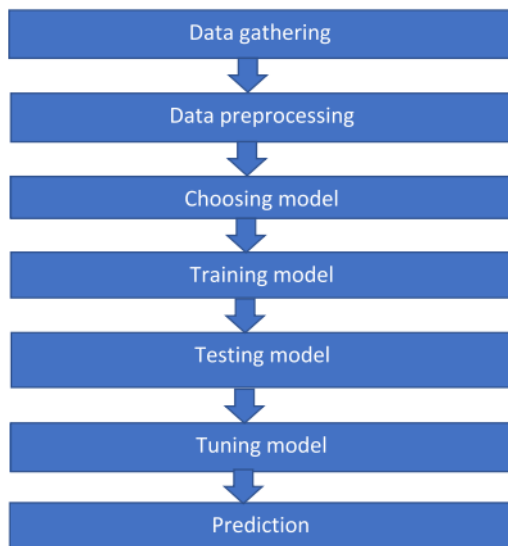 Data gathering
Data preprocessing
Choosing model
Training model
Testing model
Tuning model
Prediction